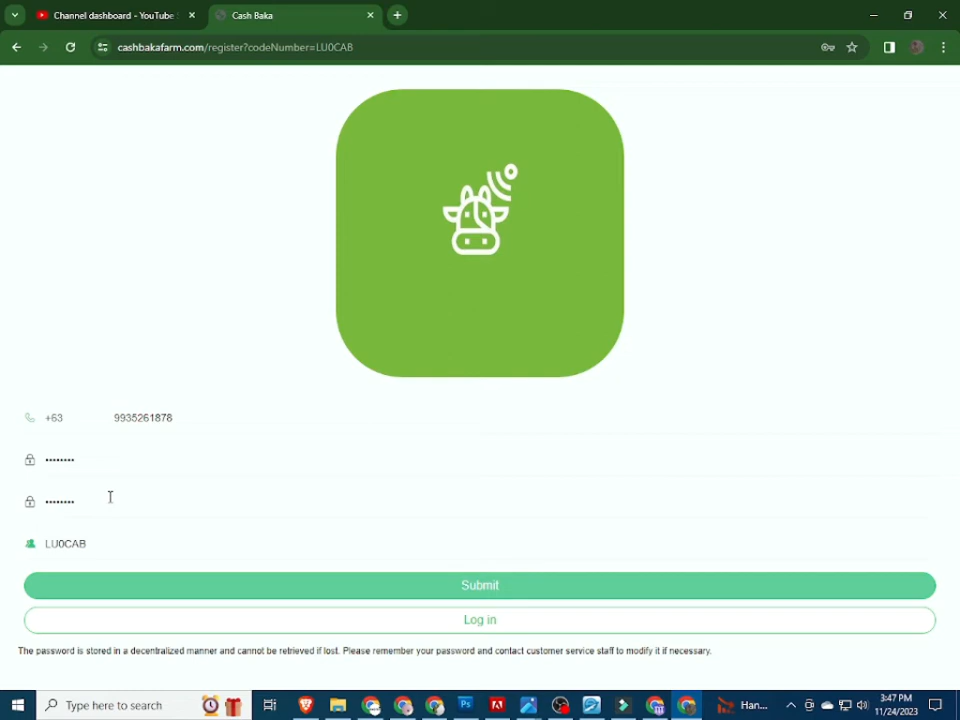 Channel dashboard - YouTube
Cash Baka
cashbakafarm.com/register?codeNumber=LU0CAB
+63 9935261878
••••••••
••••••••
LU0CAB
Submit
Log in
The password is stored in a decentralized manner and cannot be retrieved if lost. Please remember your password and contact customer service staff to modify it if necessary.
Type here to search
Ps
Han...
3:47 PM
11/24/2023